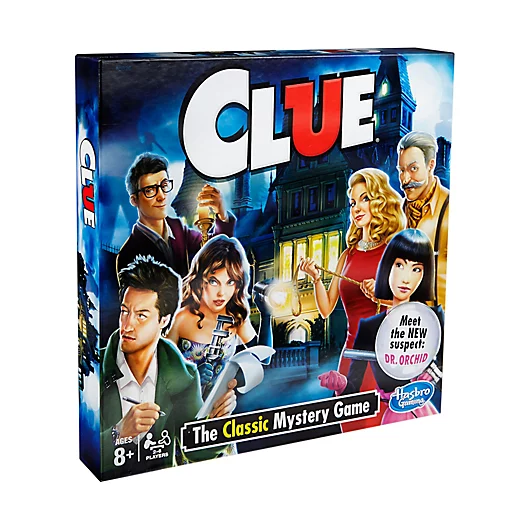 CLUE
CLUE
Meet
the NEW
suspect:
DR. ORCHID
Hasbro
Gaming
The Classic Mystery Game
AGES
8+
2-6
PLAYERS